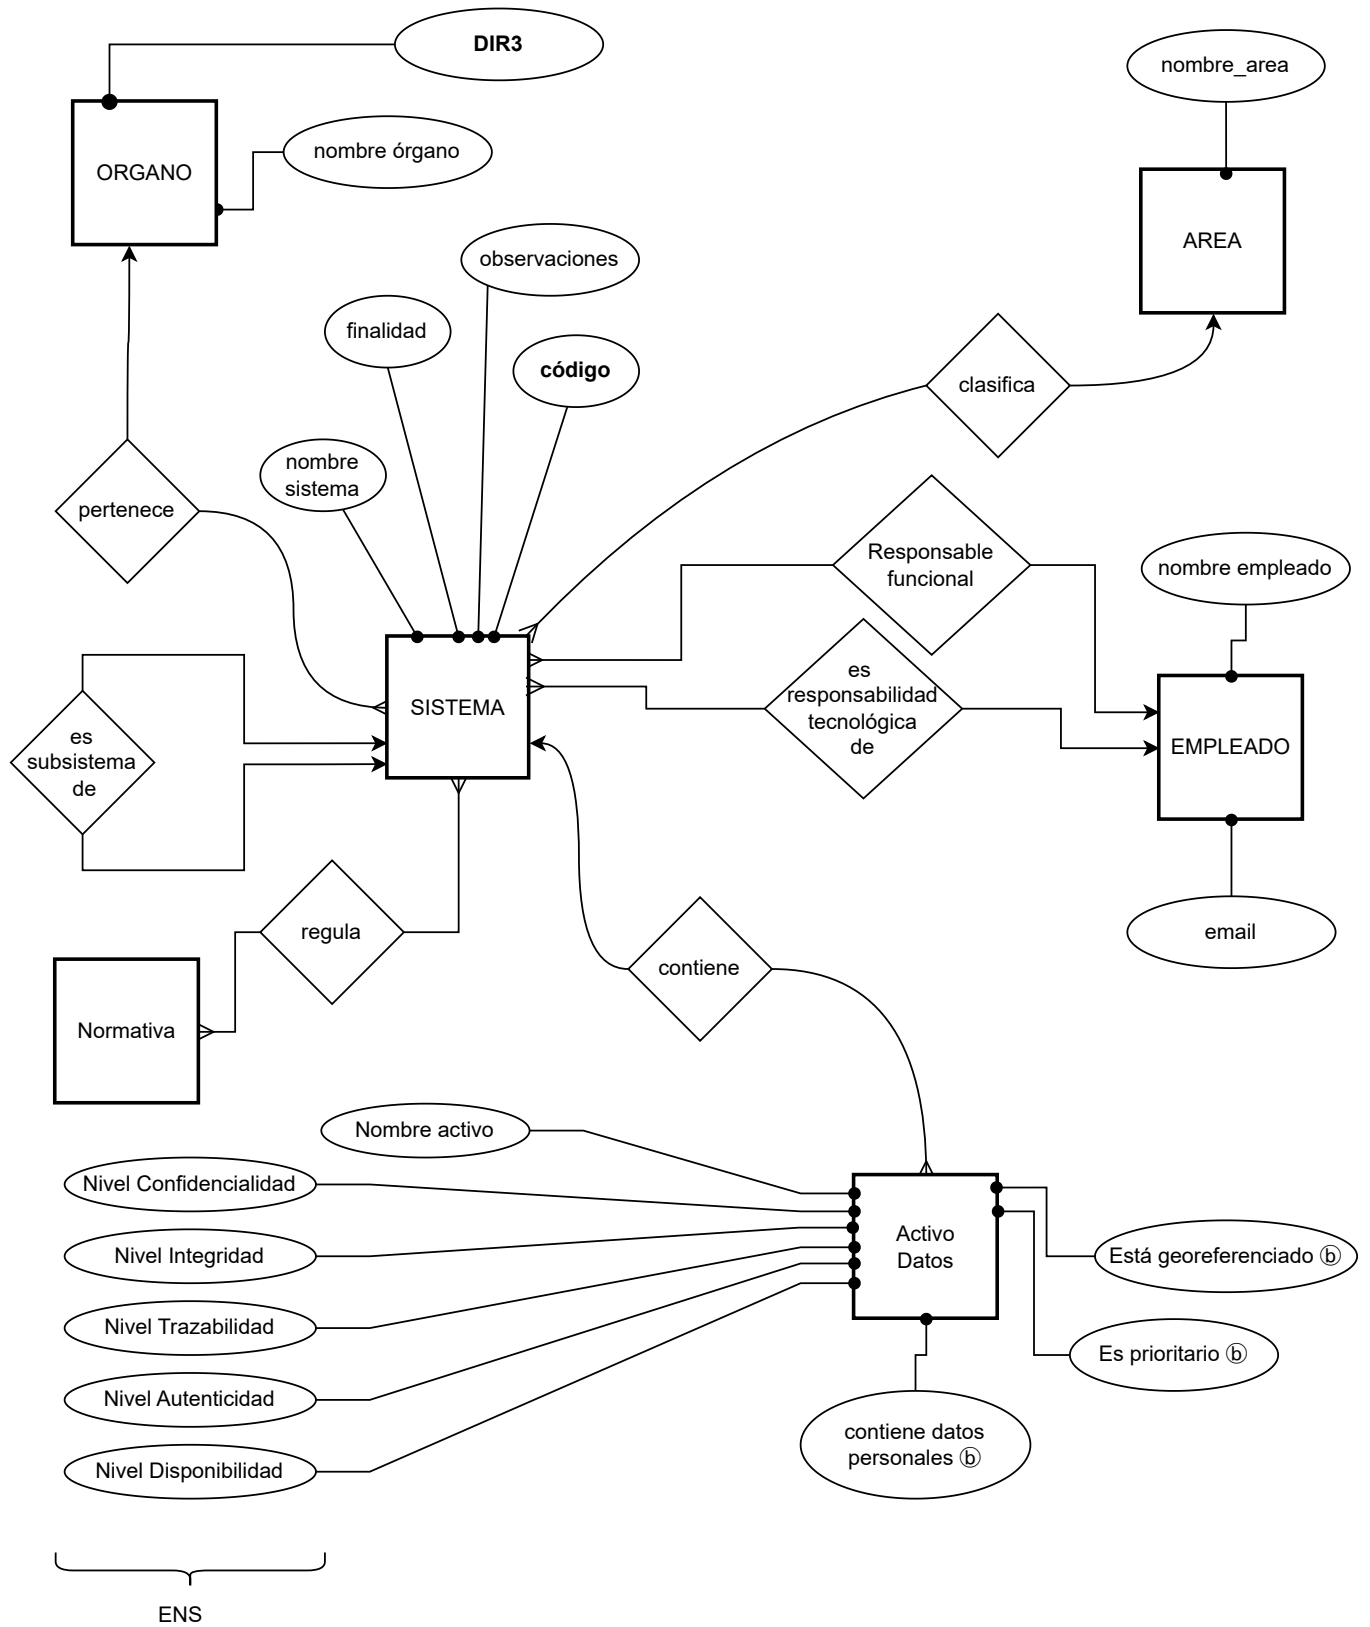 DIR3
nombre_area
nombre órgano
ORGANO
AREA
observaciones
finalidad
código
clasifica
nombre
sistema
pertenece
Responsable
funcional
nombre empleado
es
responsabilidad
tecnológica
de
SISTEMA
es
subsistema
de
EMPLEADO
regula
email
contiene
Normativa
Nombre activo
Nivel Confidencialidad
Nivel Integridad
Activo
Datos
Está georeferenciado ⓑ
Nivel Trazabilidad
Es prioritario ⓑ
Nivel Autenticidad
contiene datos
personales ⓑ
Nivel Disponibilidad
ENS